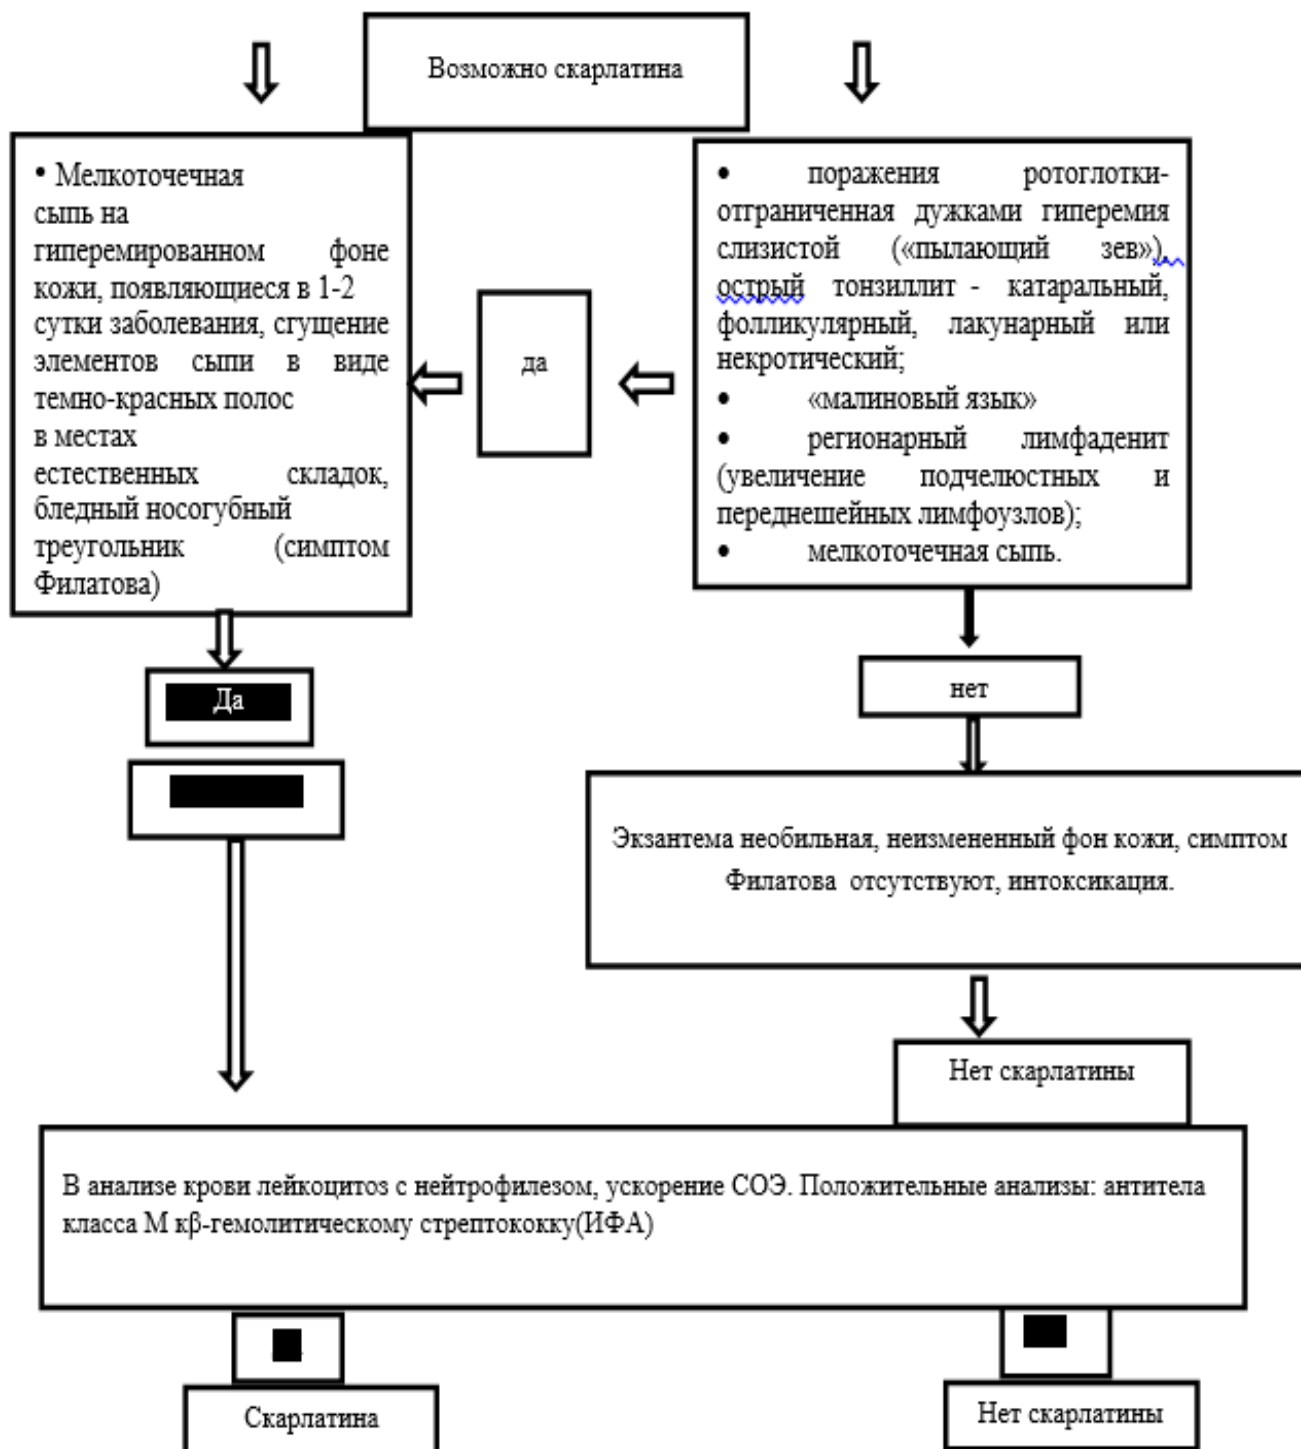 Возможно скарлатина
• Мелкоточечная
сыпь на
гиперемированном фоне
кожи, появляющиеся в 1-2
сутки заболевания, сгущение
элементов сыпи в виде
темно-красных полос
в местах
естественных складок,
бледный носогубный
треугольник (симптом
Филатова)
да
• поражения ротоглотки-
отграниченная дужками гиперемия
слизистой («пылающий зев»),
острый тонзиллит - катаральный,
фолликулярный, лакунарный или
некротический;
• «малиновый язык»
• регионарный лимфаденит
(увеличение подчелюстных и
переднешейных лимфоузлов);
• мелкоточечная сыпь.
Да
нет
Экзантема необильная, неизмененный фон кожи, симптом
Филатова отсутствуют, интоксикация.
Нет скарлатины
В анализе крови лейкоцитоз с нейтрофилезом, ускорение СОЭ. Положительные анализы: антитела
класса М кβ-гемолитическому стрептококку(ИФА)
Скарлатина
Нет скарлатины